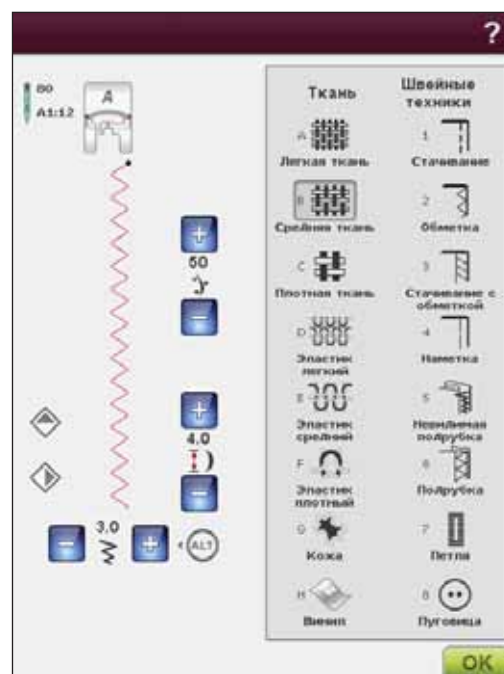 ?
80
A1:12
A
50
4.0
3.0
ALT
Ткань
Швейные
техники
A
Легкая ткань
1
Стачивание
B
Средняя ткань
2
Обметка
C
Плотная ткань
3
Стачивание с
обметкой
D
Эластик
легкий
4
Наметка
E
Эластик
средний
5
Невидимая
подрубка
F
Эластик
плотный
6
Подрубка
G
Кожа
7
Петли
H
Винил
8
Пуговица
OK